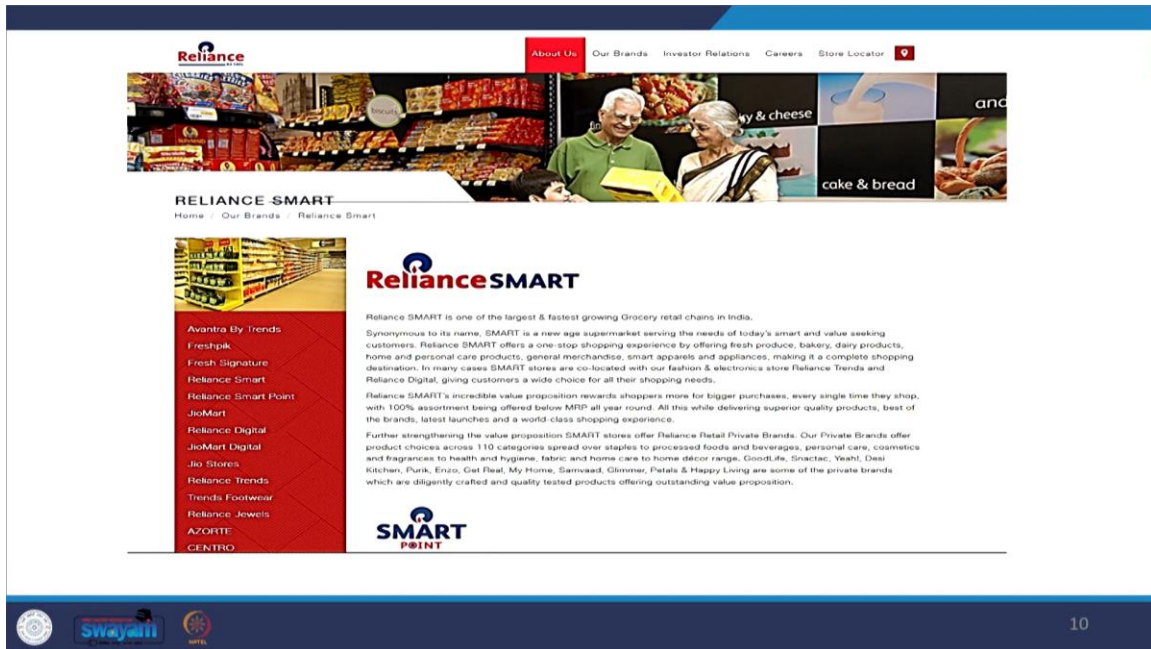 Reliance
About Us Our Brands Investor Relations Careers Store Locator
biscuits
y & cheese
and
cake & bread
RELIANCE SMART
Home / Our Brands / Reliance Smart
Reliance SMART
Avantra By Trends
Freshpik
Fresh Signature
Reliance Smart
Reliance Smart Point
JioMart
Reliance Digital
JioMart Digital
Jio Stores
Reliance Trends
Trends Footwear
Reliance Jewels
AZORTE
CENTRO
Reliance SMART is one of the largest & fastest growing Grocery retail chains in India.
Synonymous to its name, SMART is a new age supermarket serving the needs of today's smart and value seeking
customers. Reliance SMART offers a one-stop shopping experience by offering fresh produce, bakery, dairy products,
home and personal care products, general merchandise, smart apparels and appliances, making it a complete shopping
destination. In many cases SMART stores are co-located with our fashion & electronics store Reliance Trends and
Reliance Digital, giving customers a wide choice for all their shopping needs.
Reliance SMART's incredible value proposition rewards shoppers more for bigger purchases, every single time they shop,
with 100% assortment being offered below MRP all year round. All this while delivering superior quality products, best of
the brands, latest launches and a world-class shopping experience.
Further strengthening the value proposition SMART stores offer Reliance Retail Private Brands. Our Private Brands offer
product choices across 110 categories spread over staples to processed foods and beverages, personal care, cosmetics
and fragrances to health and hygiene, fabric and home care to home décor range, GoodLife, Snactac, Yeah!, Desi
Kitchen, Purik, Enzo, Get Real, My Home, Samvaad, Glimmer, Petals & Happy Living are some of the private brands
which are diligently crafted and quality tested products offering outstanding value proposition.
SMART
POINT
swayam
NPTEL
10